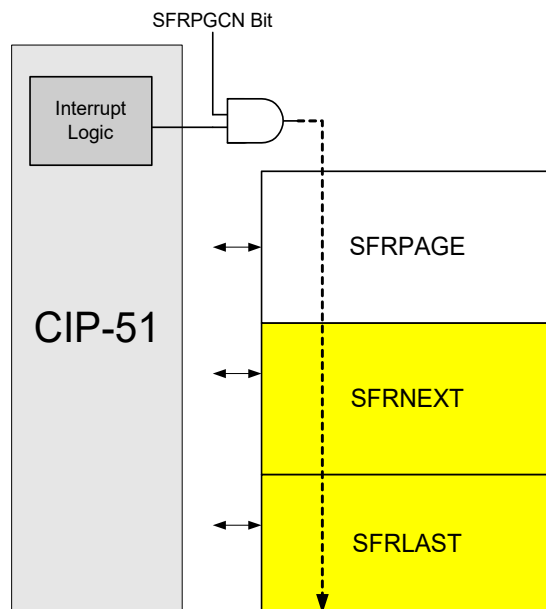 SFRPGCN Bit
Interrupt
Logic
SFRPAGE
CIP-51
SFRNEXT
SFRLAST